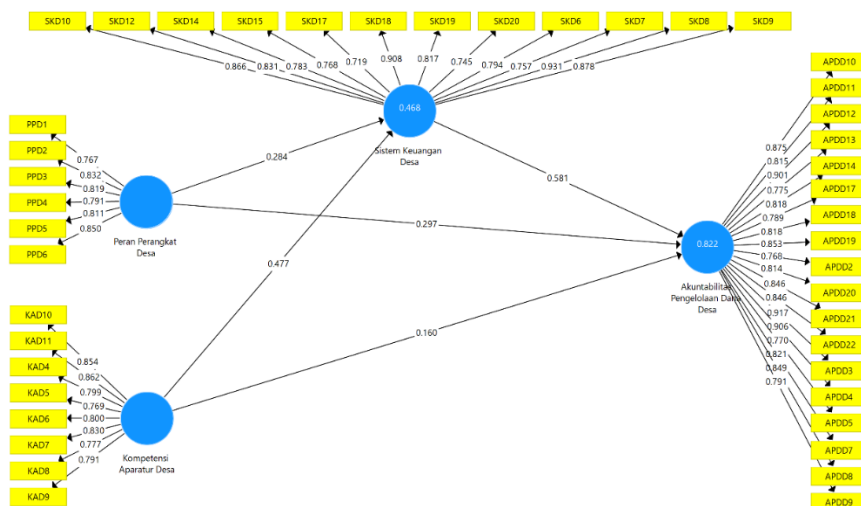 SKD10 SKD12 SKD14 SKD15 SKD17 SKD18 SKD19 SKD20 SKD6 SKD7 SKD8 SKD9
0.866 0.831 0.783 0.768 0.719 0.908 0.817 0.745 0.794 0.757 0.931 0.878
0.468
Sistem Keuangan
Desa
PPD1
PPD2
PPD3
PPD4
PPD5
PPD6
0.767
0.832
0.819
0.791
0.811
0.850
Peran Perangkat
Desa
0.284
0.581
0.297
0.477
0.160
KAD10
KAD11
KAD4
KAD5
KAD6
KAD7
KAD8
KAD9
0.854
0.862
0.799
0.769
0.800
0.830
0.777
0.791
Kompetensi
Aparatur Desa
0.822
Akuntabilitas
Pengelolaan Dana
Desa
0.875
0.815
0.901
0.775
0.818
0.789
0.818
0.853
0.768
0.814
0.846
0.846
0.917
0.906
0.770
0.821
0.849
0.791
APDD10
APDD11
APDD12
APDD13
APDD14
APDD17
APDD18
APDD19
APDD2
APDD20
APDD21
APDD22
APDD3
APDD4
APDD5
APDD7
APDD8
APDD9